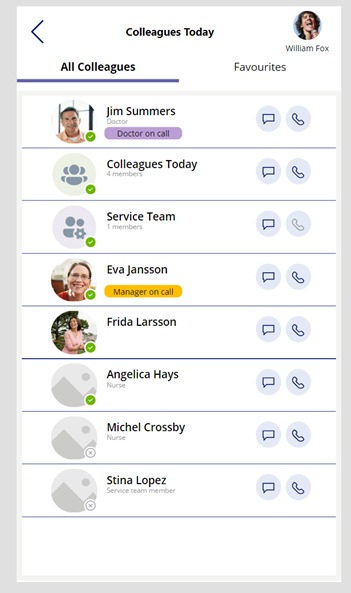 Colleagues Today
William Fox
All Colleagues
Favourites
Jim Summers
Doctor
Doctor on call
Colleagues Today
4 members
Service Team
1 members
Eva Jansson
Manager on call
Frida Larsson
Angelica Hays
Nurse
Michel Crossby
Nurse
Stina Lopez
Service team member